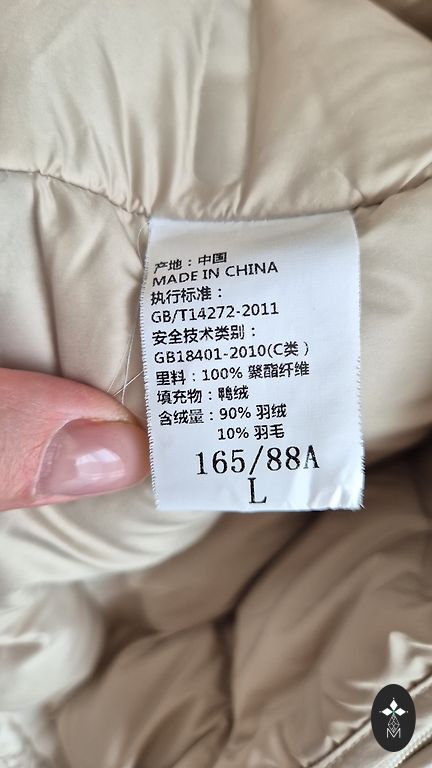 产地：中国
MADE IN CHINA
执行标准：
GB/T14272-2011
安全技术类别：
GB18401-2010(C类）
里料：100% 聚酯纤维
填充物：鸭绒
含绒量：90% 羽绒
10% 羽毛
165/88A
L
M